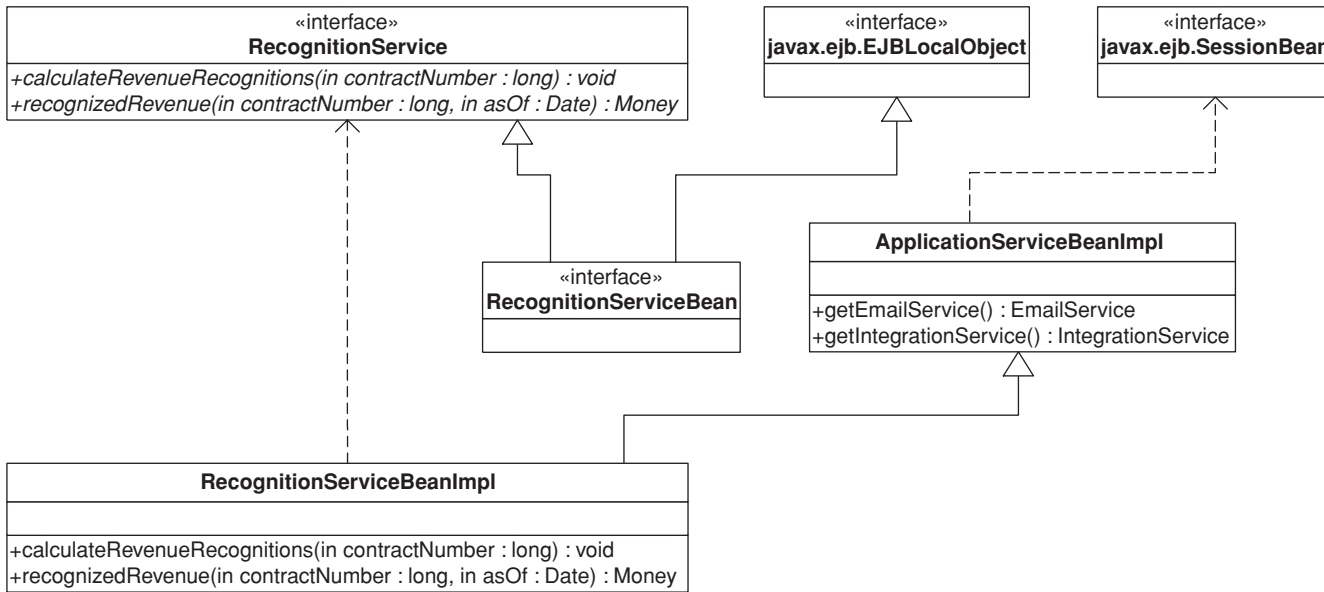 «interface»
RecognitionService
+calculateRevenueRecognitions(in contractNumber : long) : void
+recognizedRevenue(in contractNumber : long, in asOf : Date) : Money
«interface»
javax.ejb.EJBLocalObject
«interface»
javax.ejb.SessionBean
ApplicationServiceBeanImpl
+getEmailService() : EmailService
+getIntegrationService() : IntegrationService
«interface»
RecognitionServiceBean
RecognitionServiceBeanImpl
+calculateRevenueRecognitions(in contractNumber : long) : void
+recognizedRevenue(in contractNumber : long, in asOf : Date) : Money